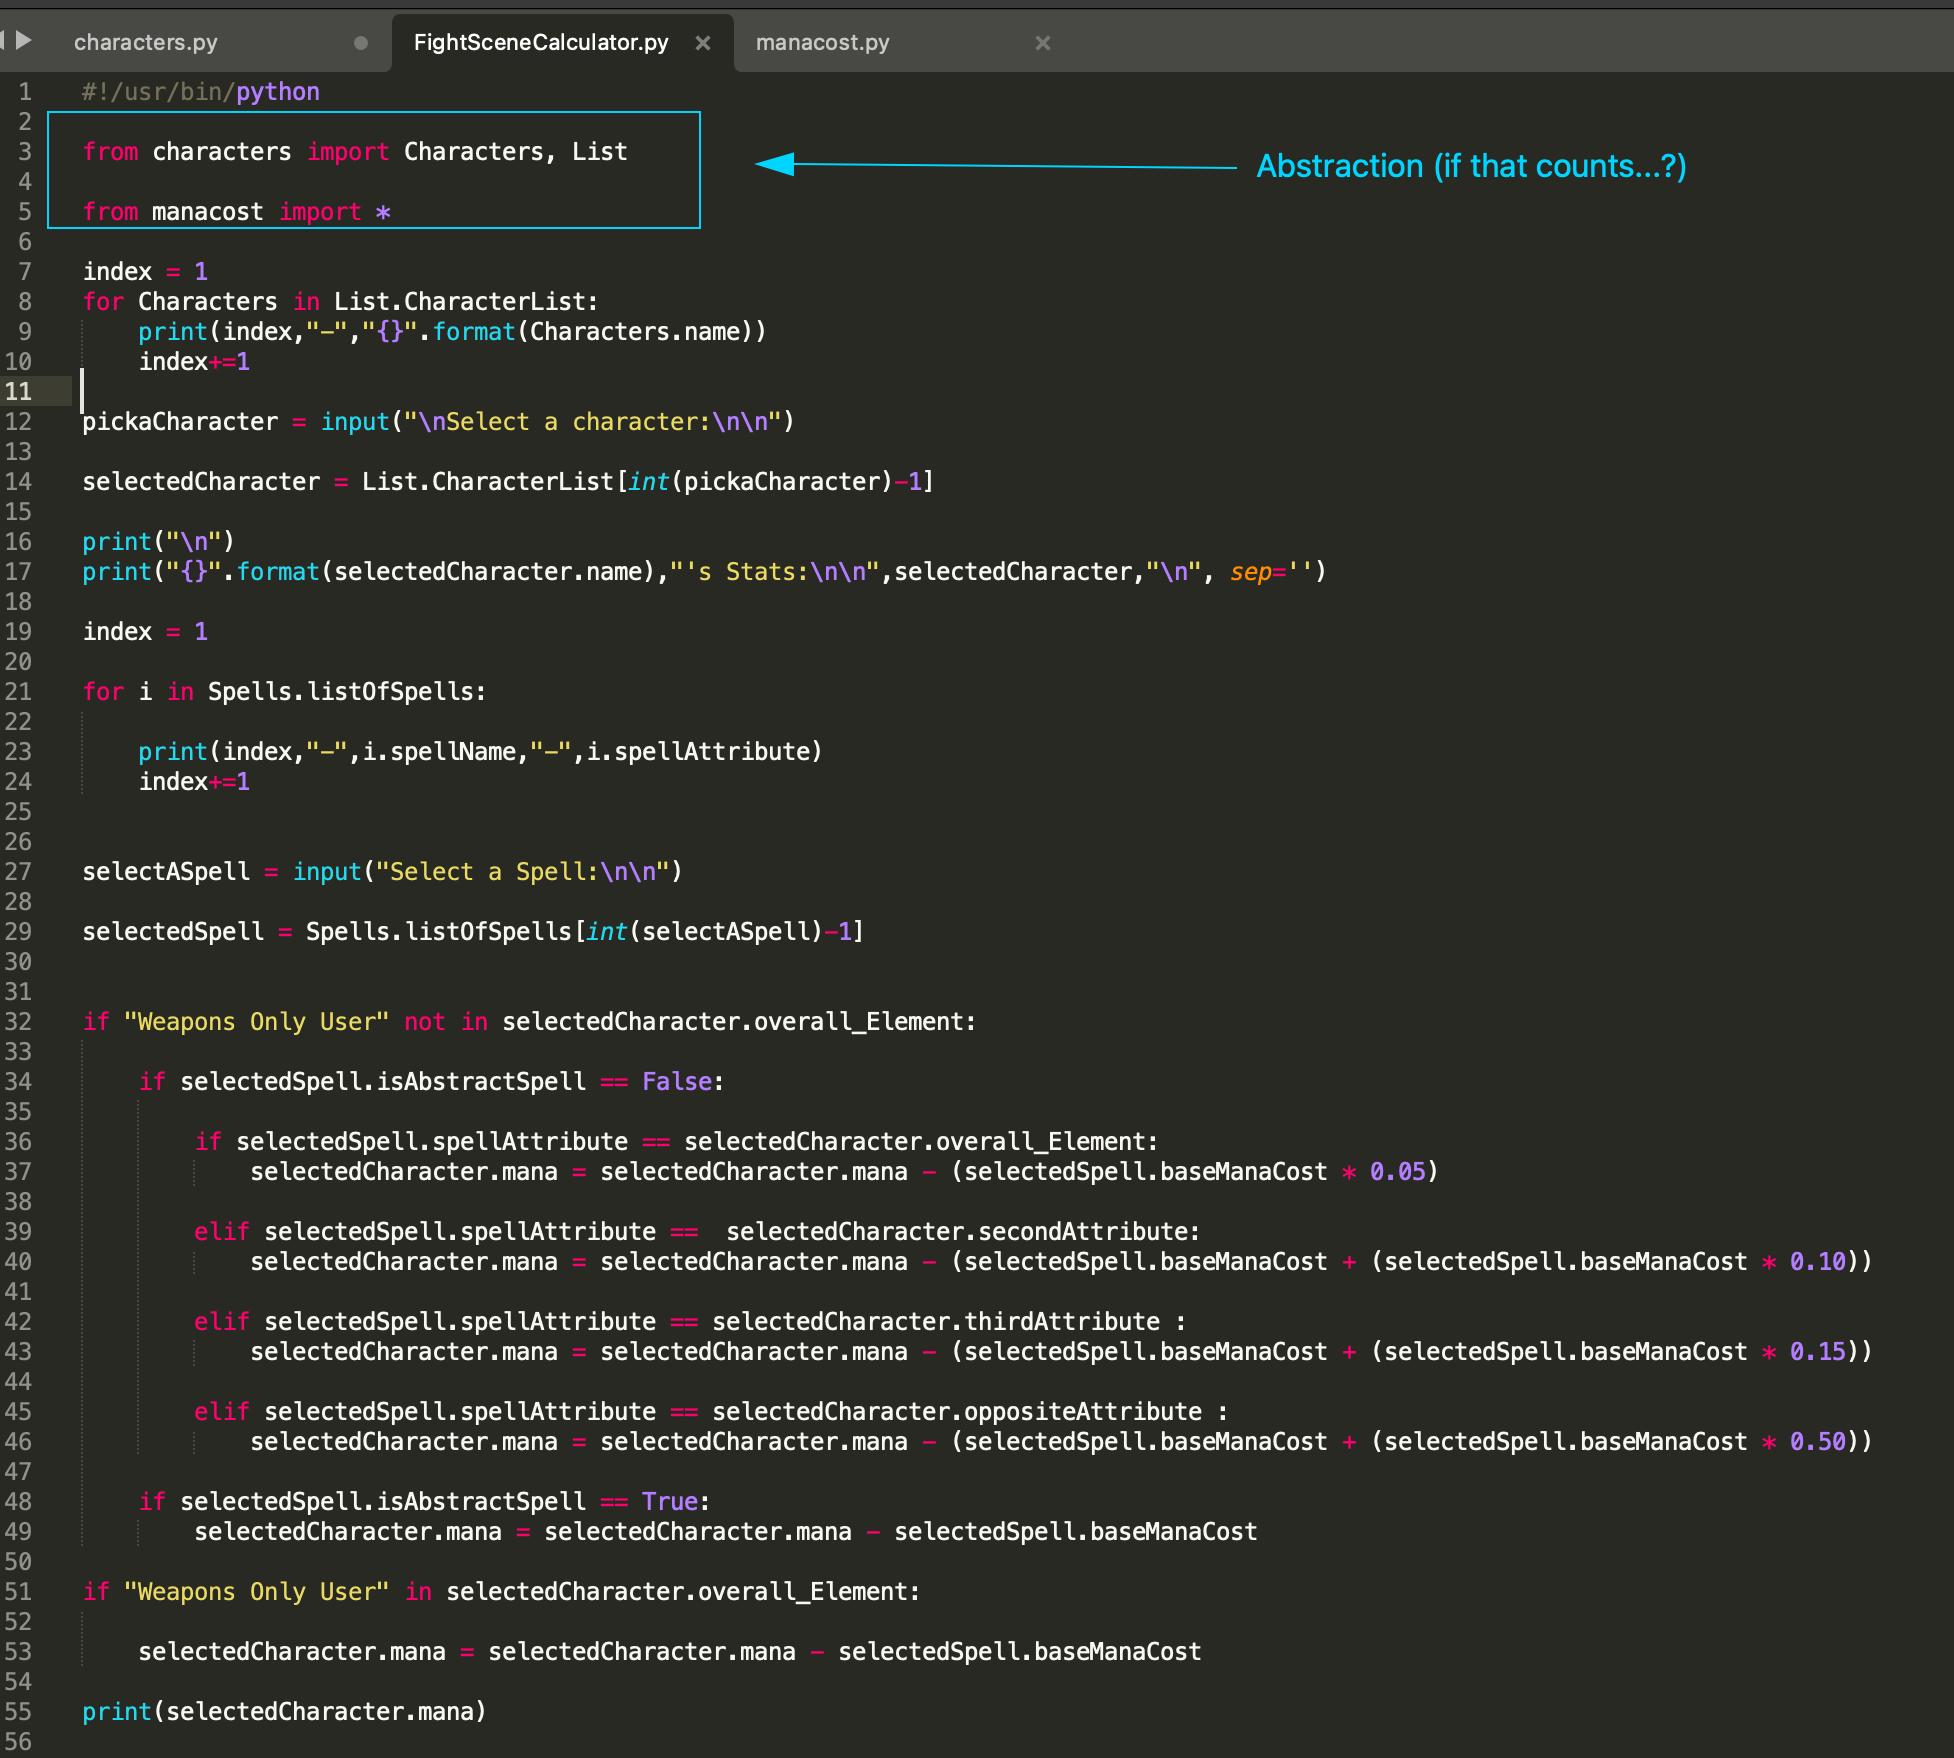 characters.py
FightSceneCalculator.py
manacost.py
1 #!/usr/bin/python
2
3 from characters import Characters, List
Abstraction (if that counts...?)
4
5 from manacost import *
6
7 index = 1
8 for Characters in List.CharacterList:
9 print(index,"–","{}".format(Characters.name))
10 index+=1
11
12 pickaCharacter = input("\nSelect a character:\n\n")
13
14 selectedCharacter = List.CharacterList[int(pickaCharacter)-1]
15
16 print("\n")
17 print("{}".format(selectedCharacter.name),"'s Stats:\n\n",selectedCharacter,"\n", sep='')
18
19 index = 1
20
21 for i in Spells.listOfSpells:
22
23 print(index,"–",i.spellName,"–",i.spellAttribute)
24 index+=1
25
26
27 selectASpell = input("Select a Spell:\n\n")
28
29 selectedSpell = Spells.listOfSpells[int(selectASpell)-1]
30
31
32 if "Weapons Only User" not in selectedCharacter.overall_Element:
33
34 if selectedSpell.isAbstractSpell == False:
35
36 if selectedSpell.spellAttribute == selectedCharacter.overall_Element:
37 selectedCharacter.mana = selectedCharacter.mana - (selectedSpell.baseManaCost * 0.05)
38
39 elif selectedSpell.spellAttribute ==  selectedCharacter.secondAttribute:
40 selectedCharacter.mana = selectedCharacter.mana - (selectedSpell.baseManaCost + (selectedSpell.baseManaCost * 0.10))
41
42 elif selectedSpell.spellAttribute == selectedCharacter.thirdAttribute :
43 selectedCharacter.mana = selectedCharacter.mana - (selectedSpell.baseManaCost + (selectedSpell.baseManaCost * 0.15))
44
45 elif selectedSpell.spellAttribute == selectedCharacter.oppositeAttribute :
46 selectedCharacter.mana = selectedCharacter.mana - (selectedSpell.baseManaCost + (selectedSpell.baseManaCost * 0.50))
47
48 if selectedSpell.isAbstractSpell == True:
49 selectedCharacter.mana = selectedCharacter.mana - selectedSpell.baseManaCost
50
51 if "Weapons Only User" in selectedCharacter.overall_Element:
52
53 selectedCharacter.mana = selectedCharacter.mana - selectedSpell.baseManaCost
54
55 print(selectedCharacter.mana)
56